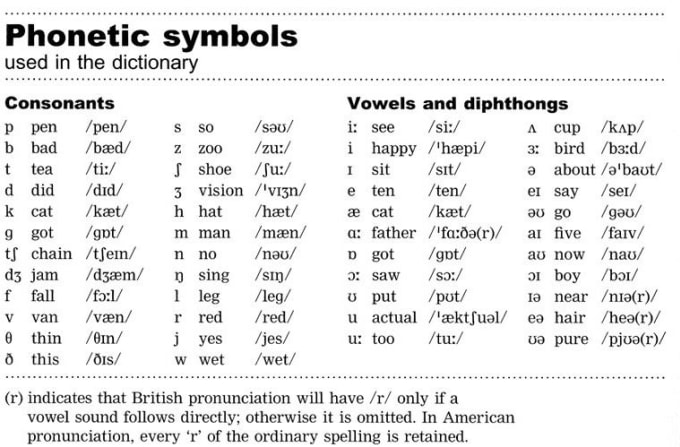 Phonetic symbols
used in the dictionary
Consonants Vowels and diphthongs
p pen /pen/ s so /səʊ/ iː see /siː/ ʌ cup /kʌp/
b bad /bæd/ z zoo /zuː/ i happy /ˈhæpi/ ɜː bird /bɜːd/
t tea /tiː/ ʃ shoe /ʃuː/ ɪ sit /sɪt/ ə about /əˈbaʊt/
d did /dɪd/ ʒ vision /ˈvɪʒn/ e ten /ten/ eɪ say /seɪ/
k cat /kæt/ h hat /hæt/ æ cat /kæt/ əʊ go /ɡəʊ/
ɡ got /ɡɒt/ m man /mæn/ ɑː father /ˈfɑːðə(r)/ aɪ five /faɪv/
tʃ chain /tʃeɪn/ n no /nəʊ/ ɒ got /ɡɒt/ aʊ now /naʊ/
dʒ jam /dʒæm/ ŋ sing /sɪŋ/ ɔː saw /sɔː/ ɔɪ boy /bɔɪ/
f fall /fɔːl/ l leg /leɡ/ ʊ put /pʊt/ ɪə near /nɪə(r)/
v van /væn/ r red /red/ u actual /ˈæktʃuəl/ eə hair /heə(r)/
θ thin /θɪn/ j yes /jes/ uː too /tuː/ ʊə pure /pjʊə(r)/
ð this /ðɪs/ w wet /wet/
(r) indicates that British pronunciation will have /r/ only if a
vowel sound follows directly; otherwise it is omitted. In American
pronunciation, every ‘r’ of the ordinary spelling is retained.